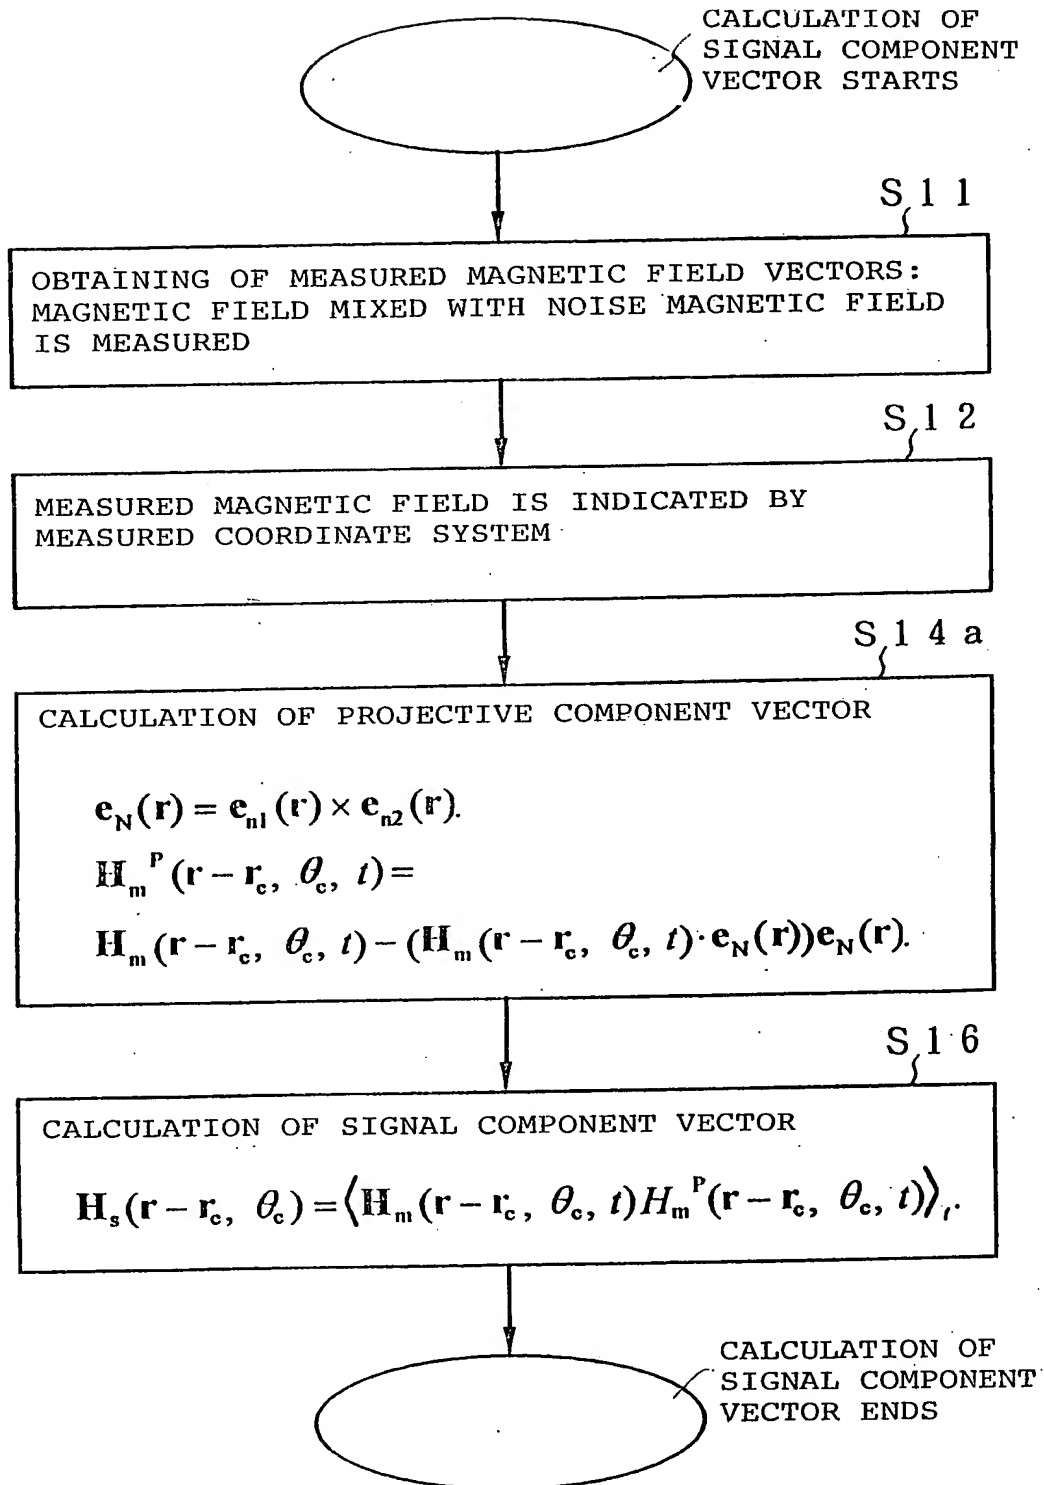 CALCULATION OF
SIGNAL COMPONENT
VECTOR STARTS
S11
OBTAINING OF MEASURED MAGNETIC FIELD VECTORS:
MAGNETIC FIELD MIXED WITH NOISE MAGNETIC FIELD
IS MEASURED
S12
MEASURED MAGNETIC FIELD IS INDICATED BY
MEASURED COORDINATE SYSTEM
S14a
CALCULATION OF PROJECTIVE COMPONENT VECTOR
e_N(r) = e_n1(r) × e_n2(r).
H_m^P(r − r_c, θ_c, t) =
H_m(r − r_c, θ_c, t) − (H_m(r − r_c, θ_c, t)·e_N(r))e_N(r).
S16
CALCULATION OF SIGNAL COMPONENT VECTOR
H_s(r − r_c, θ_c) = ⟨H_m(r − r_c, θ_c, t)H_m^P(r − r_c, θ_c, t)⟩_t.
CALCULATION OF
SIGNAL COMPONENT
VECTOR ENDS